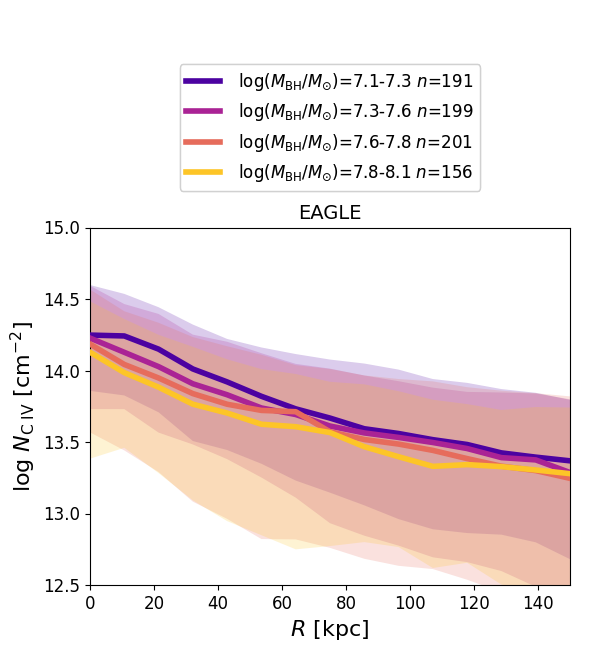 log(M_BH/M_⊙)=7.1-7.3 n=191
log(M_BH/M_⊙)=7.3-7.6 n=199
log(M_BH/M_⊙)=7.6-7.8 n=201
log(M_BH/M_⊙)=7.8-8.1 n=156
EAGLE
15.0
14.5
14.0
13.5
13.0
12.5
log N_C IV [cm⁻²]
0 20 40 60 80 100 120 140
R [kpc]